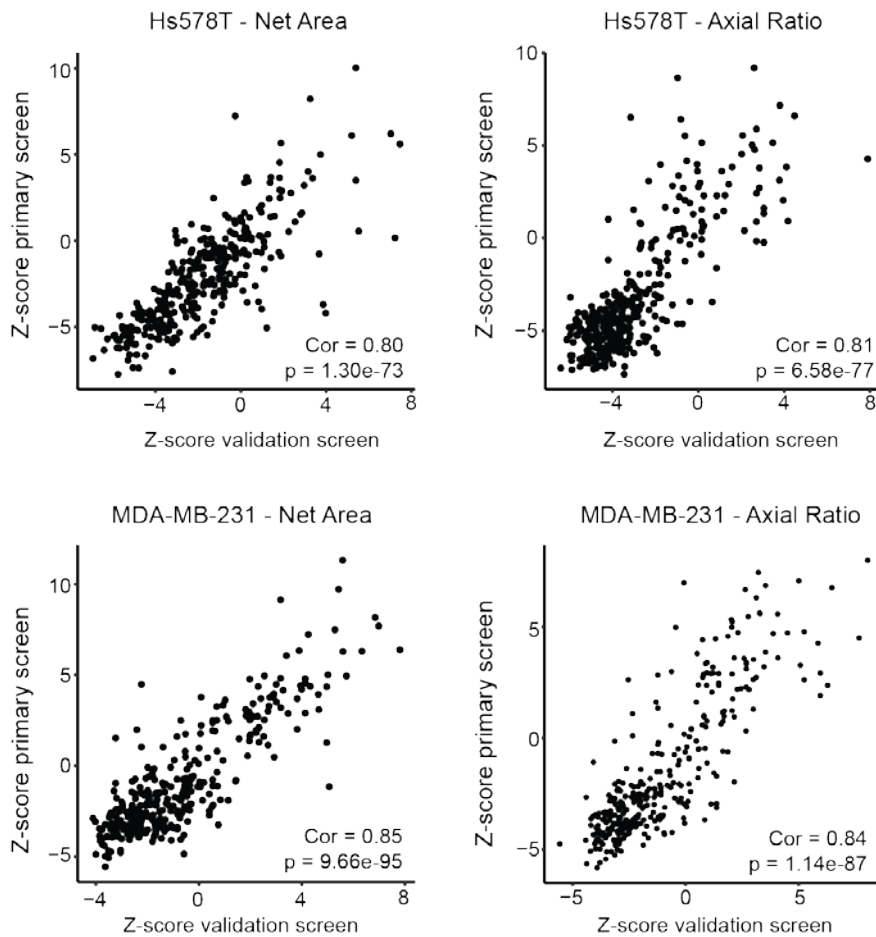 Hs578T - Net Area
Z-score primary screen
10
5
0
−5
Cor = 0.80
p = 1.30e-73
−4
0
4
8
Z-score validation screen
Hs578T - Axial Ratio
Z-score primary screen
10
5
0
−5
Cor = 0.81
p = 6.58e-77
−4
0
4
8
Z-score validation screen
MDA-MB-231 - Net Area
Z-score primary screen
10
5
0
−5
Cor = 0.85
p = 9.66e-95
−4
0
4
8
Z-score validation screen
MDA-MB-231 - Axial Ratio
Z-score primary screen
5
0
−5
Cor = 0.84
p = 1.14e-87
−5
0
5
Z-score validation screen